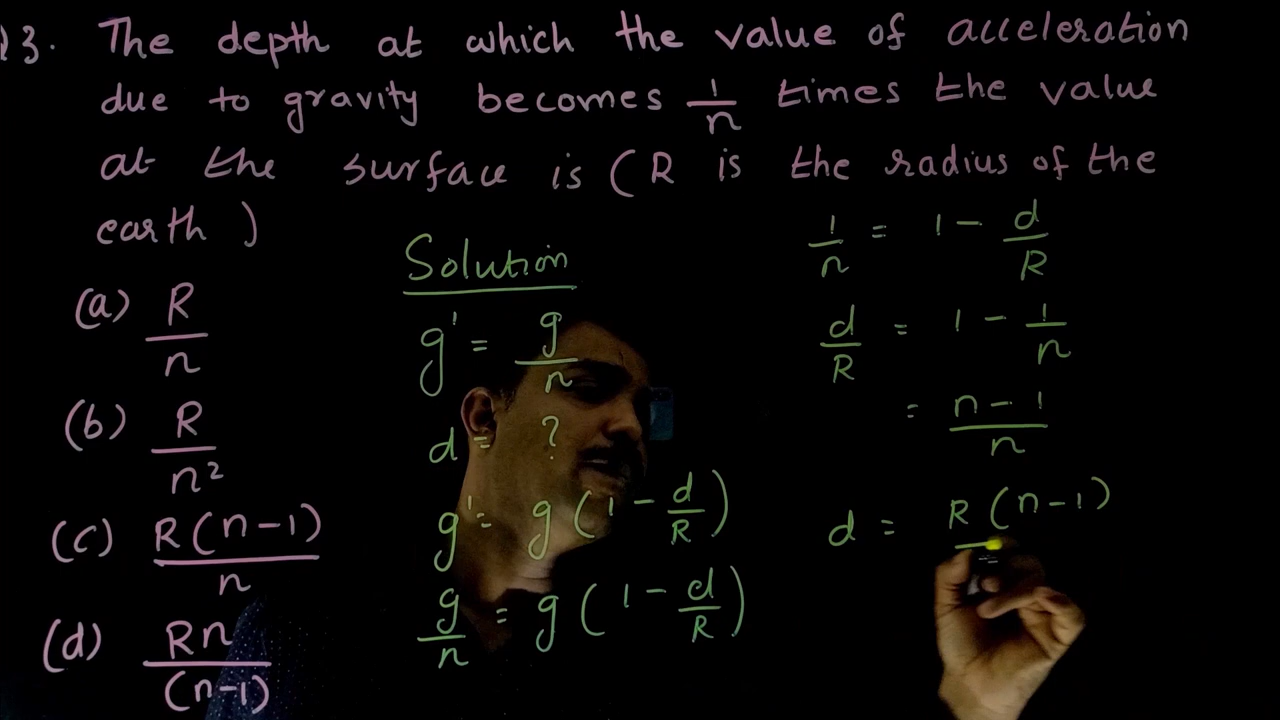 3. The depth at which the value of acceleration
due to gravity becomes 1/n times the value
at the surface is (R is the radius of the
earth)
(a) R/n
(b) R/n²
(c) R(n-1)/n
(d) Rn/(n-1)
Solution
g' = g/n
d = ?
g' = g(1 - d/R)
g/n = g(1 - d/R)
1/n = 1 - d/R
d/R = 1 - 1/n
= n-1/n
d = R(n-1)